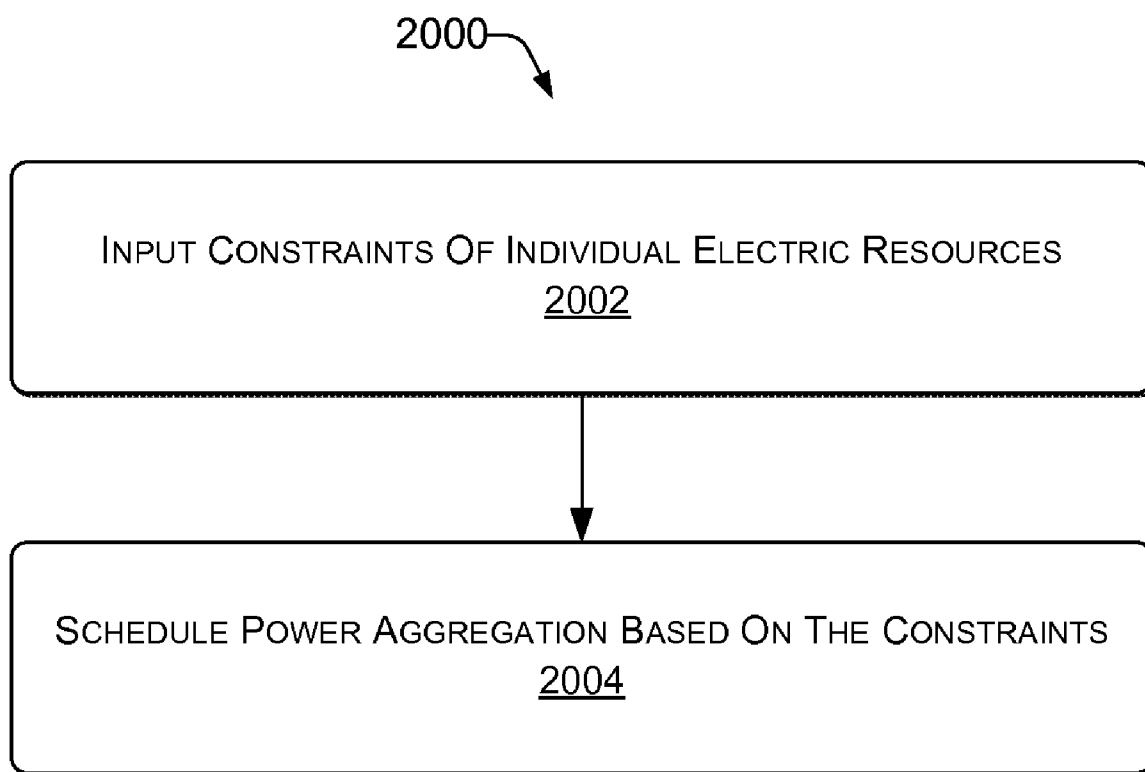 2000
INPUT CONSTRAINTS OF INDIVIDUAL ELECTRIC RESOURCES
2002
SCHEDULE POWER AGGREGATION BASED ON THE CONSTRAINTS
2004